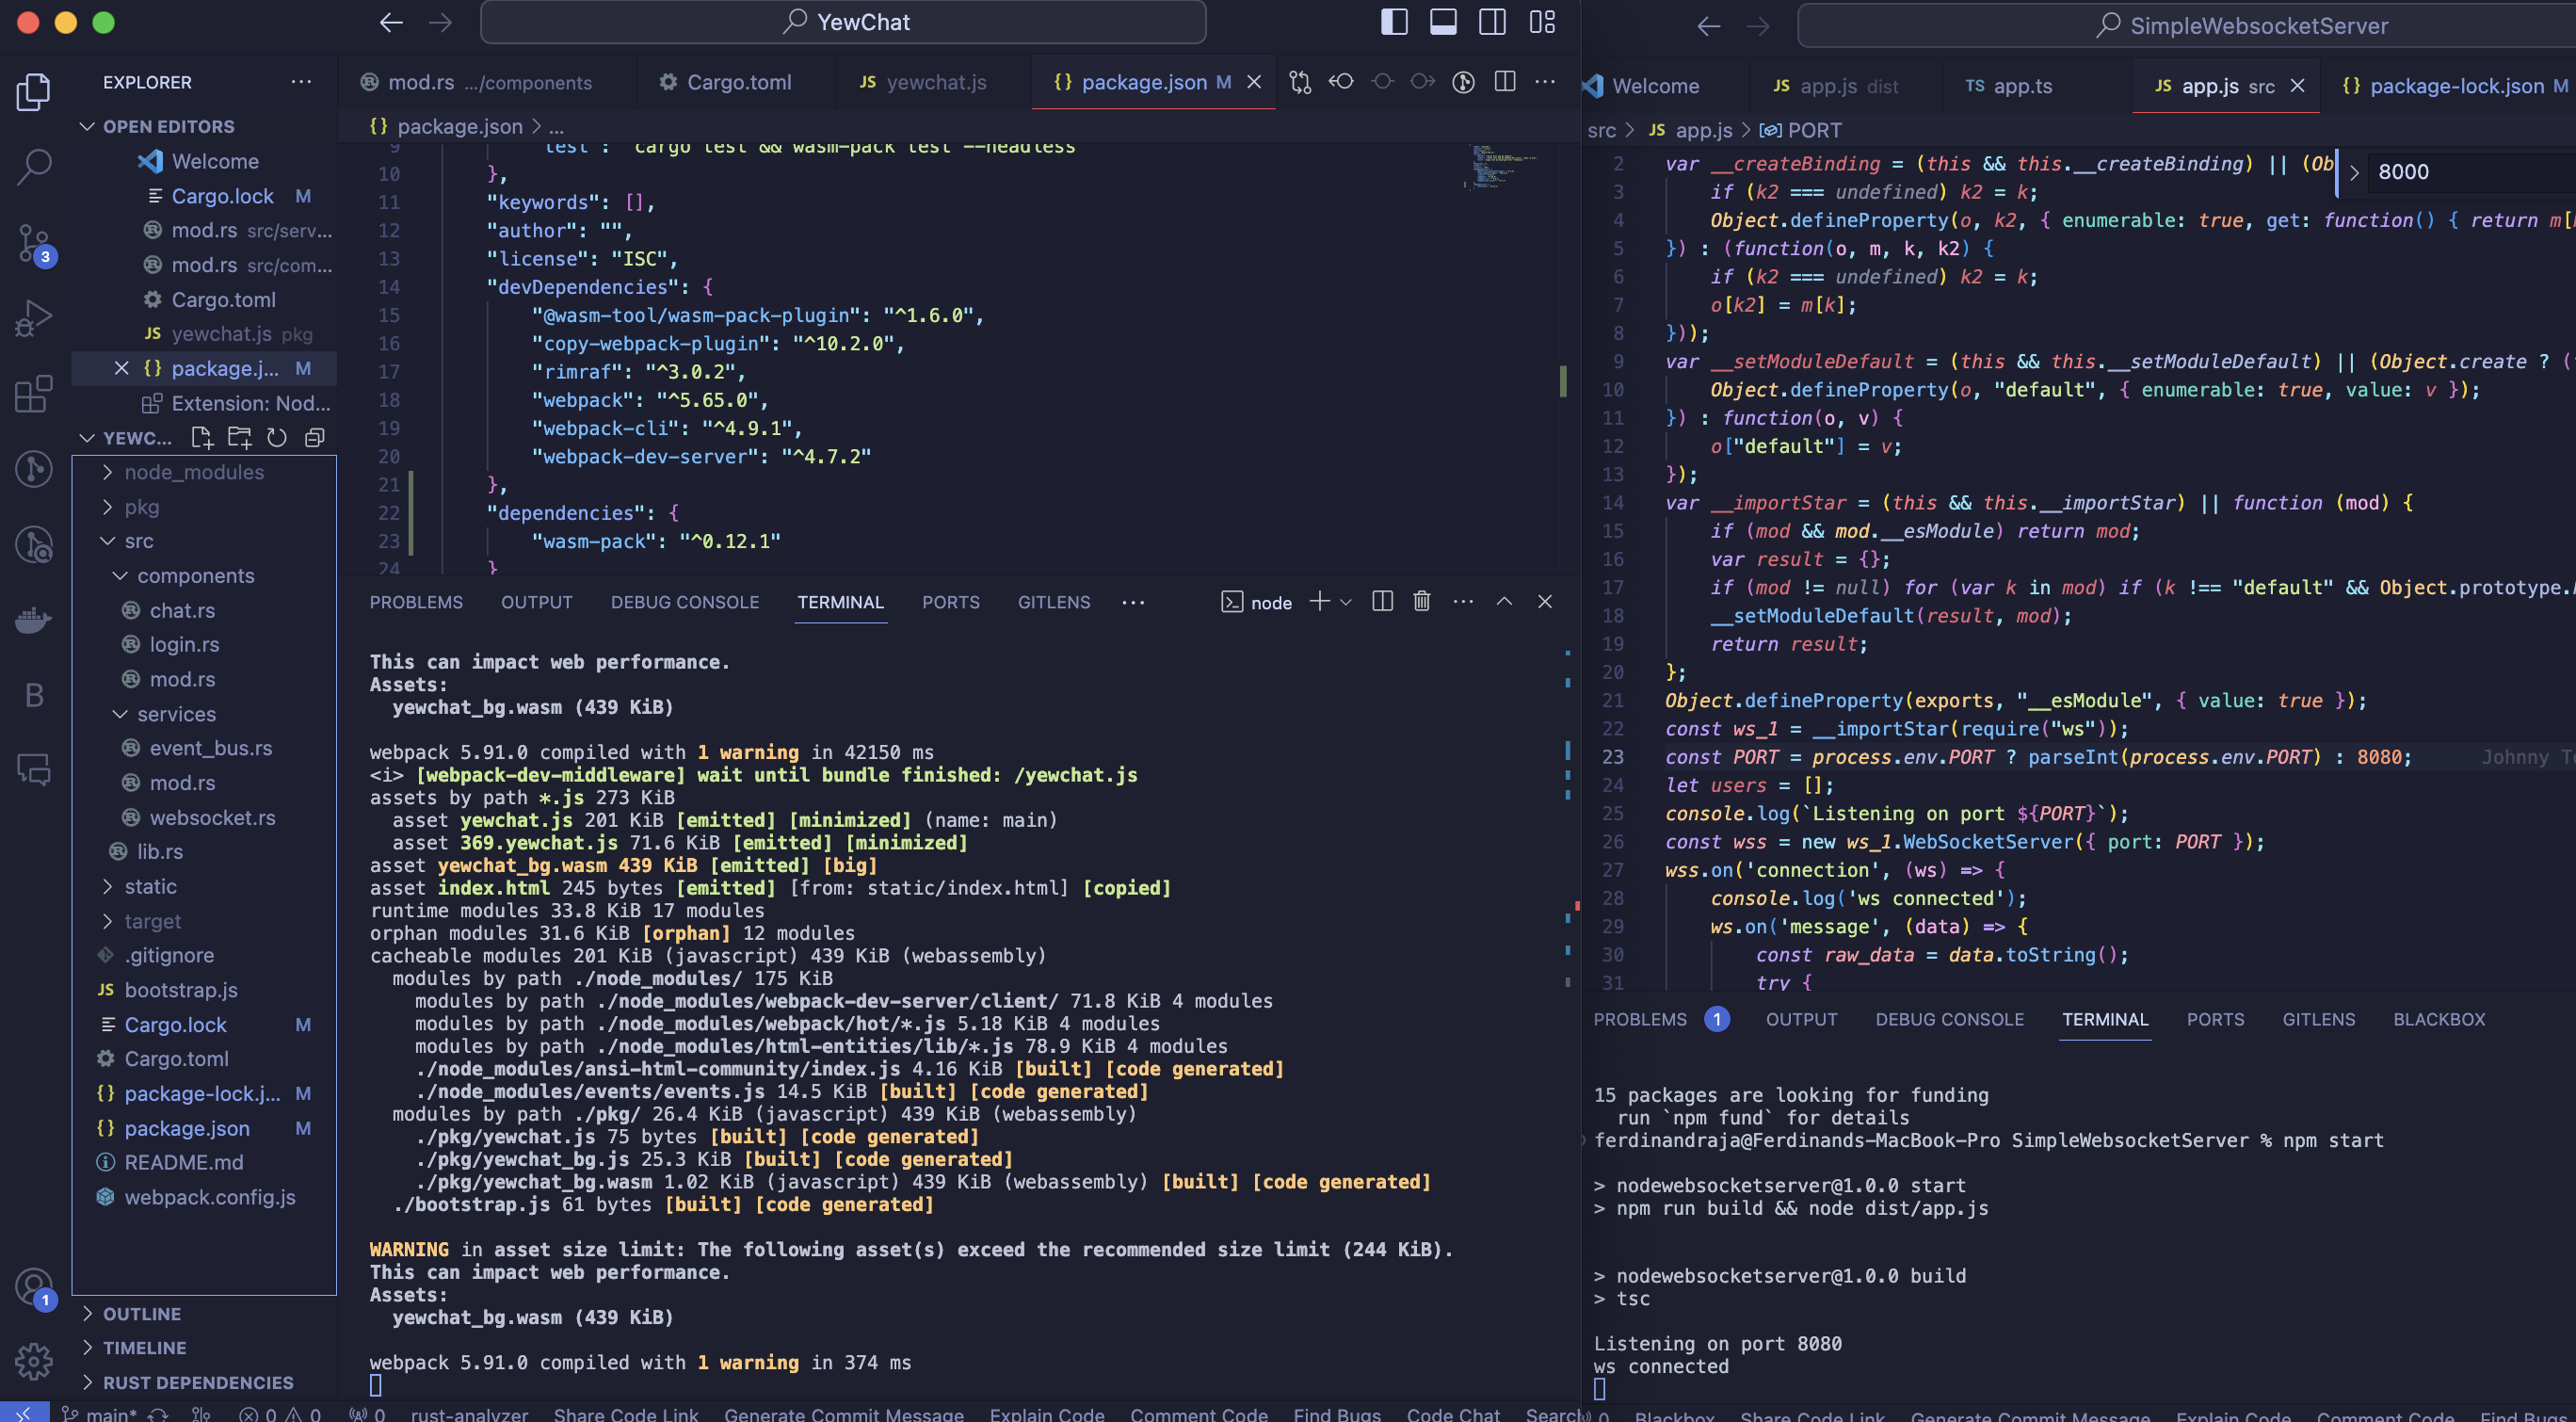 YewChat
EXPLORER
OPEN EDITORS
Welcome
Cargo.lock M
mod.rs src/serv...
mod.rs src/com...
Cargo.toml
JS yewchat.js pkg
{} package.j... M
Extension: Nod...
YEWC...
node_modules
pkg
src
components
chat.rs
login.rs
mod.rs
services
event_bus.rs
mod.rs
websocket.rs
lib.rs
static
target
.gitignore
JS bootstrap.js
Cargo.lock M
Cargo.toml
{} package-lock.j... M
{} package.json M
README.md
webpack.config.js
OUTLINE
TIMELINE
RUST DEPENDENCIES
3
B
1
mod.rs .../components
Cargo.toml
JS yewchat.js
{} package.json M
{} package.json > ...
9 "test": "cargo test && wasm-pack test --headless"
10 },
11 "keywords": [],
12 "author": "",
13 "license": "ISC",
14 "devDependencies": {
15 "@wasm-tool/wasm-pack-plugin": "^1.6.0",
16 "copy-webpack-plugin": "^10.2.0",
17 "rimraf": "^3.0.2",
18 "webpack": "^5.65.0",
19 "webpack-cli": "^4.9.1",
20 "webpack-dev-server": "^4.7.2"
21 },
22 "dependencies": {
23 "wasm-pack": "^0.12.1"
24 }
PROBLEMS OUTPUT DEBUG CONSOLE TERMINAL PORTS GITLENS ... node
This can impact web performance.
Assets:
yewchat_bg.wasm (439 KiB)
webpack 5.91.0 compiled with 1 warning in 42150 ms
<i> [webpack-dev-middleware] wait until bundle finished: /yewchat.js
assets by path *.js 273 KiB
asset yewchat.js 201 KiB [emitted] [minimized] (name: main)
asset 369.yewchat.js 71.6 KiB [emitted] [minimized]
asset yewchat_bg.wasm 439 KiB [emitted] [big]
asset index.html 245 bytes [emitted] [from: static/index.html] [copied]
runtime modules 33.8 KiB 17 modules
orphan modules 31.6 KiB [orphan] 12 modules
cacheable modules 201 KiB (javascript) 439 KiB (webassembly)
modules by path ./node_modules/ 175 KiB
modules by path ./node_modules/webpack-dev-server/client/ 71.8 KiB 4 modules
modules by path ./node_modules/webpack/hot/*.js 5.18 KiB 4 modules
modules by path ./node_modules/html-entities/lib/*.js 78.9 KiB 4 modules
./node_modules/ansi-html-community/index.js 4.16 KiB [built] [code generated]
./node_modules/events/events.js 14.5 KiB [built] [code generated]
modules by path ./pkg/ 26.4 KiB (javascript) 439 KiB (webassembly)
./pkg/yewchat.js 75 bytes [built] [code generated]
./pkg/yewchat_bg.js 25.3 KiB [built] [code generated]
./pkg/yewchat_bg.wasm 1.02 KiB (javascript) 439 KiB (webassembly) [built] [code generated]
./bootstrap.js 61 bytes [built] [code generated]
WARNING in asset size limit: The following asset(s) exceed the recommended size limit (244 KiB).
This can impact web performance.
Assets:
yewchat_bg.wasm (439 KiB)
webpack 5.91.0 compiled with 1 warning in 374 ms
main* 0 0 0 rust-analyzer Share Code Link Generate Commit Message Explain Code Comment Code Find Bugs Code Chat Search
SimpleWebsocketServer
Welcome
JS app.js dist
TS app.ts
JS app.js src
{} package-lock.json M
src > JS app.js > PORT
8000
2 var __createBinding = (this && this.__createBinding) || (Ob
3 if (k2 === undefined) k2 = k;
4 Object.defineProperty(o, k2, { enumerable: true, get: function() { return m[
5 }) : (function(o, m, k, k2) {
6 if (k2 === undefined) k2 = k;
7 o[k2] = m[k];
8 }));
9 var __setModuleDefault = (this && this.__setModuleDefault) || (Object.create ? (
10 Object.defineProperty(o, "default", { enumerable: true, value: v });
11 }) : function(o, v) {
12 o["default"] = v;
13 });
14 var __importStar = (this && this.__importStar) || function (mod) {
15 if (mod && mod.__esModule) return mod;
16 var result = {};
17 if (mod != null) for (var k in mod) if (k !== "default" && Object.prototype.
18 __setModuleDefault(result, mod);
19 return result;
20 };
21 Object.defineProperty(exports, "__esModule", { value: true });
22 const ws_1 = __importStar(require("ws"));
23 const PORT = process.env.PORT ? parseInt(process.env.PORT) : 8080; Johnny
24 let users = [];
25 console.log(`Listening on port ${PORT}`);
26 const wss = new ws_1.WebSocketServer({ port: PORT });
27 wss.on('connection', (ws) => {
28 console.log('ws connected');
29 ws.on('message', (data) => {
30 const raw_data = data.toString();
31 try {
PROBLEMS 1 OUTPUT DEBUG CONSOLE TERMINAL PORTS GITLENS BLACKBOX
15 packages are looking for funding
run `npm fund` for details
ferdinandraja@Ferdinands-MacBook-Pro SimpleWebsocketServer % npm start
> nodewebsocketserver@1.0.0 start
> npm run build && node dist/app.js
> nodewebsocketserver@1.0.0 build
> tsc
Listening on port 8080
ws connected
0 Blackbox Share Code Link Generate Commit Message Explain Code Comment Code Find Bug